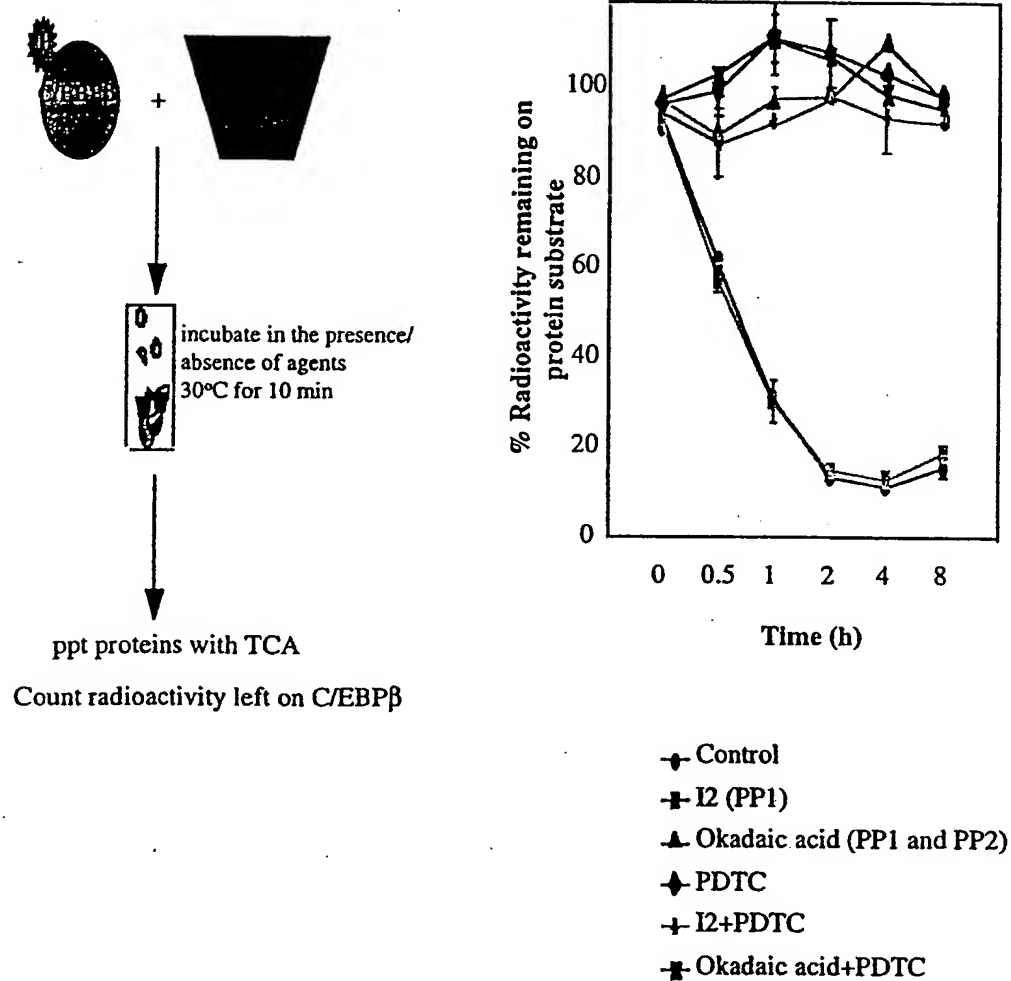 +
incubate in the presence/
absence of agents
30ºC for 10 min
ppt proteins with TCA
Count radioactivity left on C/EBPβ
% Radioactivity remaining on
protein substrate
100
80
60
40
20
0
0 0.5 1 2 4 8
Time (h)
Control
I2 (PP1)
Okadaic acid (PP1 and PP2)
PDTC
I2+PDTC
Okadaic acid+PDTC